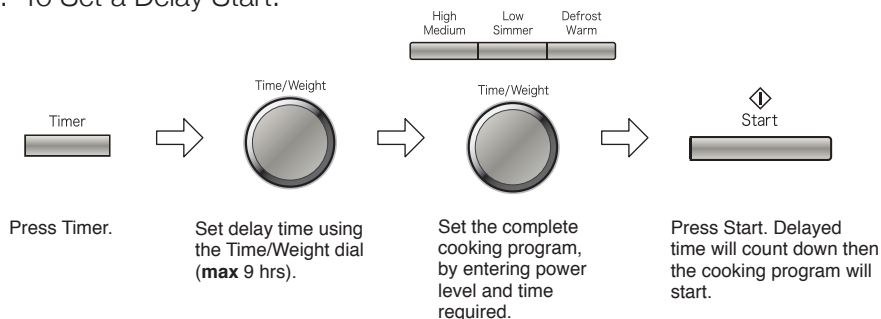 . To Set a Delay Start:
High
Medium
Low
Simmer
Defrost
Warm
Timer
Time/Weight
Time/Weight
Start
Press Timer.
Set delay time using
the Time/Weight dial
(max 9 hrs).
Set the complete
cooking program,
by entering power
level and time
required.
Press Start. Delayed
time will count down then
the cooking program will
start.